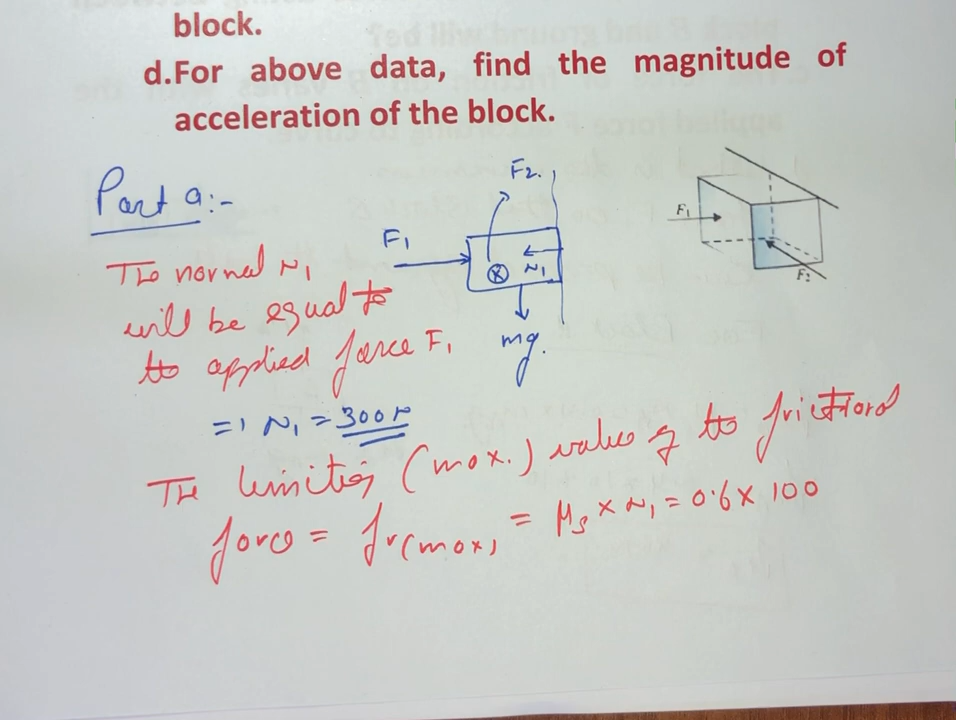 block.
d.For above data, find the magnitude of
acceleration of the block.
Part a:-
F2.
F1
N1
mg.
F1
F2
The normal N1
will be equal to
to applied force F1
=) N1 = 300N
The limiting (max.) value of the frictional
force = fr(max) = μs x N1 = 0.6 x 100